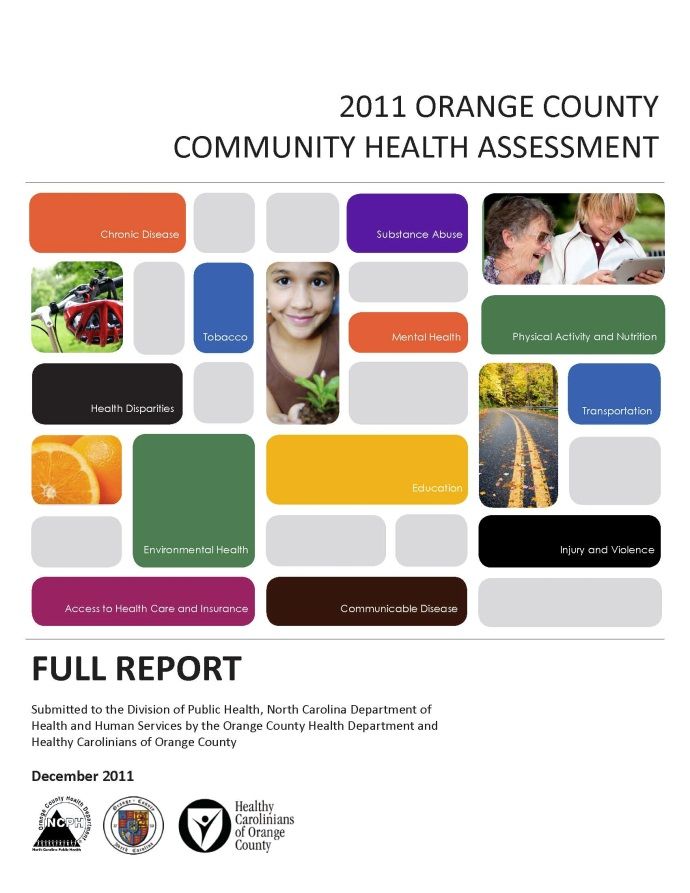 2011 ORANGE COUNTY
COMMUNITY HEALTH ASSESSMENT
Chronic Disease
Substance Abuse
Tobacco
Mental Health
Physical Activity and Nutrition
Health Disparities
Transportation
Education
Environmental Health
Injury and Violence
Access to Health Care and Insurance
Communicable Disease
FULL REPORT
Submitted to the Division of Public Health, North Carolina Department of
Health and Human Services by the Orange County Health Department and
Healthy Carolinians of Orange County
December 2011
Orange County Health Department
NCPH
North Carolina Public Health
Orange County
North Carolina
Healthy
Carolinians
of Orange
County